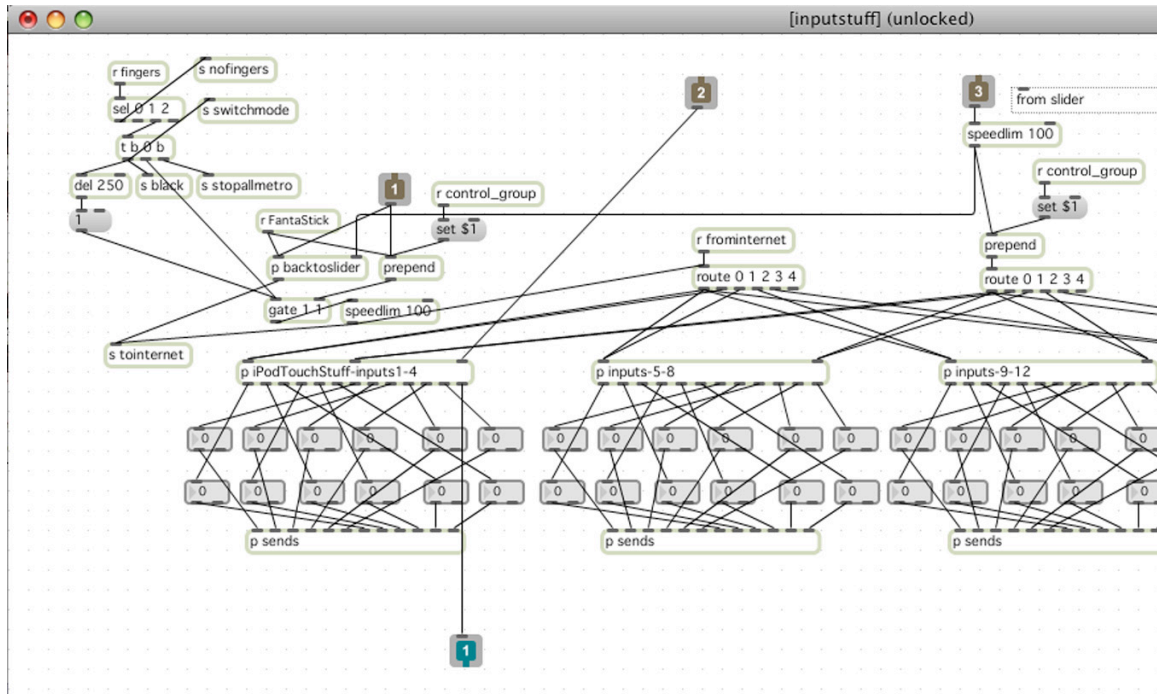 [inputstuff] (unlocked)
r fingers
s nofingers
sel 0 1 2
s switchmode
t b 0 b
del 250
s black
s stopallmetro
1
1
r control_group
r FantaStick
set $1
p backtoslider
prepend
gate 1 1
speedlim 100
s tointernet
2
3
from slider
speedlim 100
r control_group
set $1
prepend
r frominternet
route 0 1 2 3 4
route 0 1 2 3 4
p iPodTouchStuff-inputs1-4
p inputs-5-8
p inputs-9-12
0 0 0 0 0 0 0 0 0 0 0 0 0 0 0 0 0
0 0 0 0 0 0 0 0 0 0 0 0 0 0 0 0 0
p sends
p sends
p sends
1